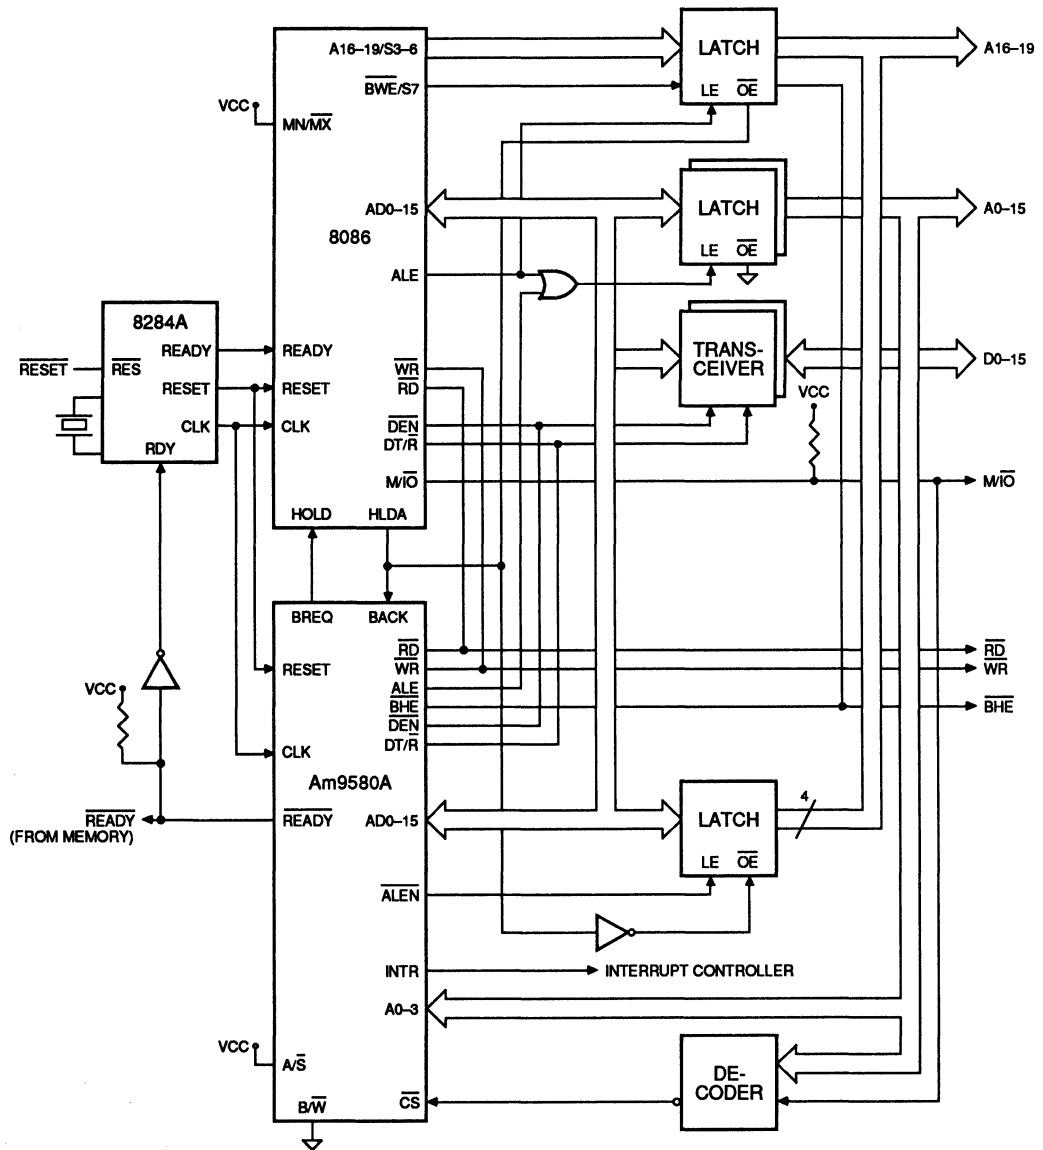 A16–19/S3–6
LATCH
A16–19
BWE/S7
LE OE
VCC
MN/MX
AD0–15
LATCH
A0–15
8086
LE OE
ALE
8284A
READY
READY
TRANS-
CEIVER
D0–15
RESET
RES
WR
RESET
RESET
RD
VCC
CLK
CLK
DEN
DT/R
RDY
M/IO
M/IO
HOLD HLDA
BREQ BACK
RD
RD
RESET
WR
WR
ALE
VCC
BHE
BHE
DEN
DT/R
CLK
Am9580A
4
READY
(FROM MEMORY)
READY
AD0–15
LATCH
LE OE
ALEN
INTR
INTERRUPT CONTROLLER
A0–3
VCC
A/S
DE-
CODER
B/W
CS